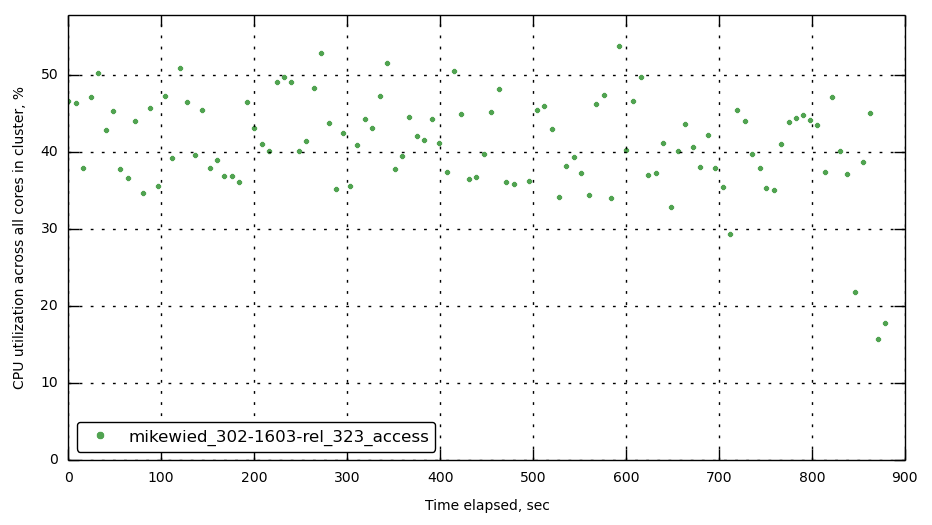 CPU utilization across all cores in cluster, %
50
40
30
20
10
0
mikewied_302-1603-rel_323_access
0 100 200 300 400 500 600 700 800 900
Time elapsed, sec